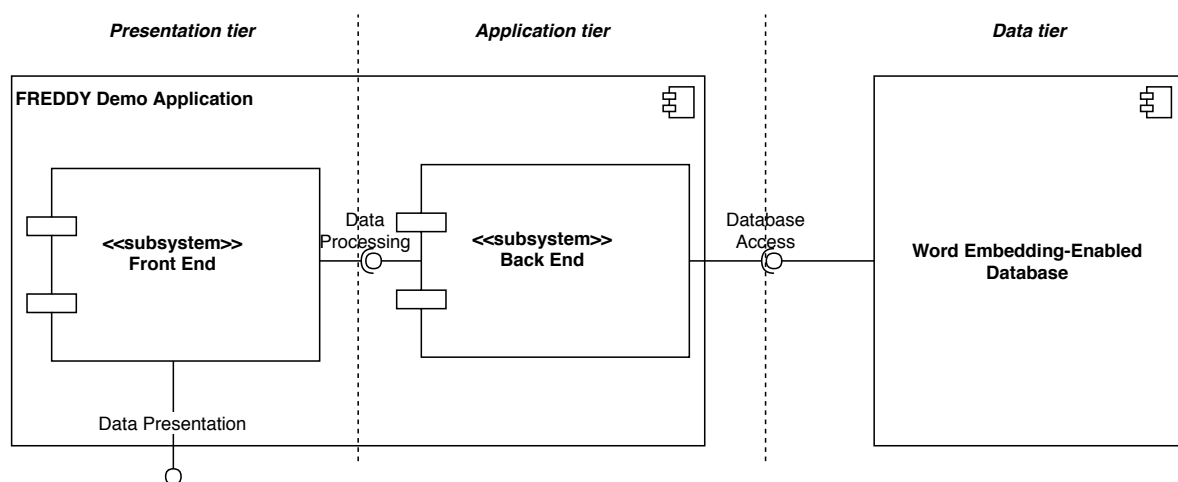 Presentation tier
Application tier
Data tier
FREDDY Demo Application
<<subsystem>>
Front End
Data
Processing
<<subsystem>>
Back End
Database
Access
Word Embedding-Enabled
Database
Data Presentation